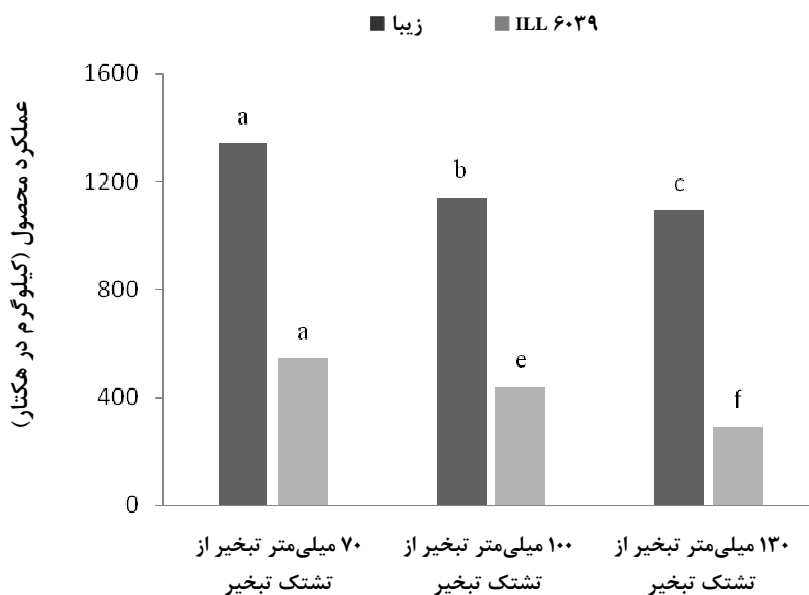 زیبا
ILL ۶۰۳۹
عملکرد محصول (کیلوگرم در هکتار)
1600
1200
800
400
0
a
a
b
e
c
f
۷۰ میلی‌متر تبخیر از
تشتک تبخیر
۱۰۰ میلی‌متر تبخیر از
تشتک تبخیر
۱۳۰ میلی‌متر تبخیر از
تشتک تبخیر